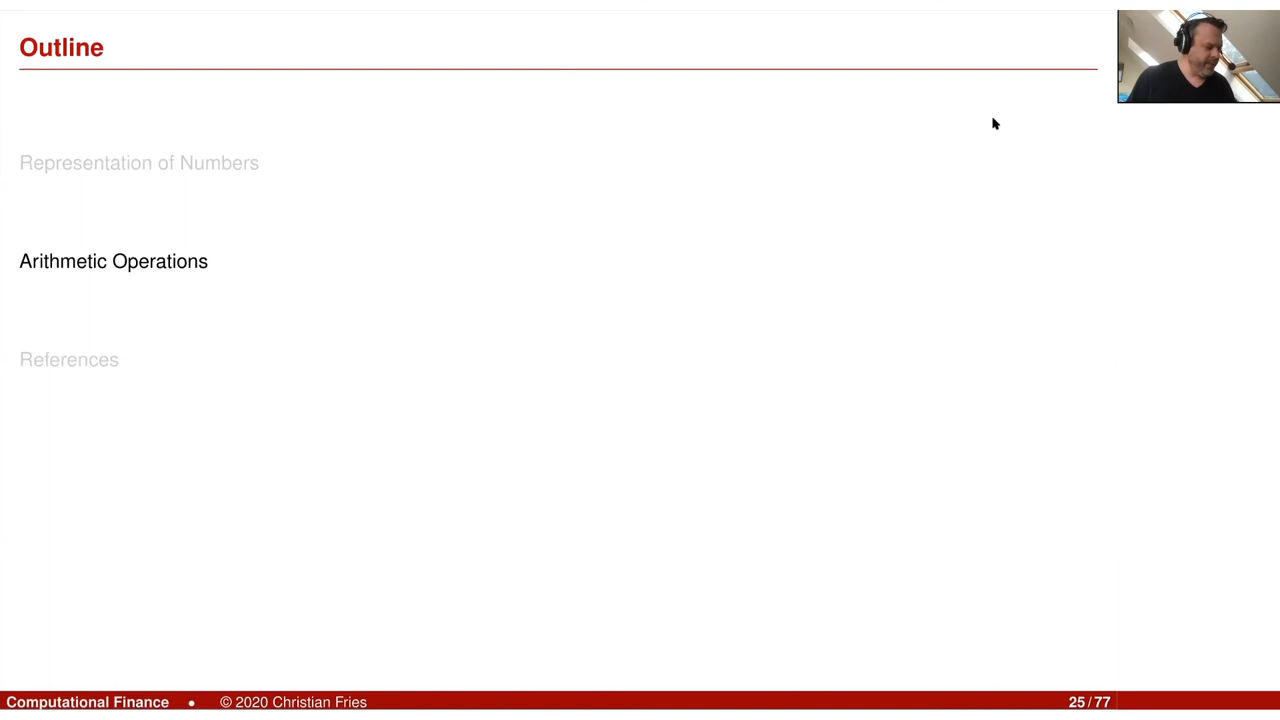 Outline
Representation of Numbers
Arithmetic Operations
References
Computational Finance • © 2020 Christian Fries 25/77